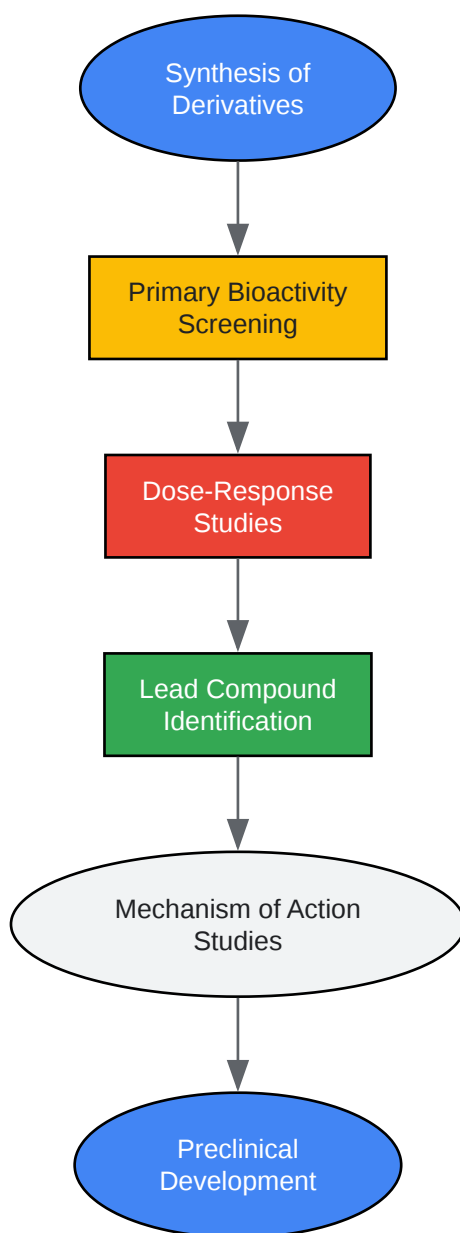 Synthesis of
Derivatives
Primary Bioactivity
Screening
Dose-Response
Studies
Lead Compound
Identification
Mechanism of Action
Studies
Preclinical
Development